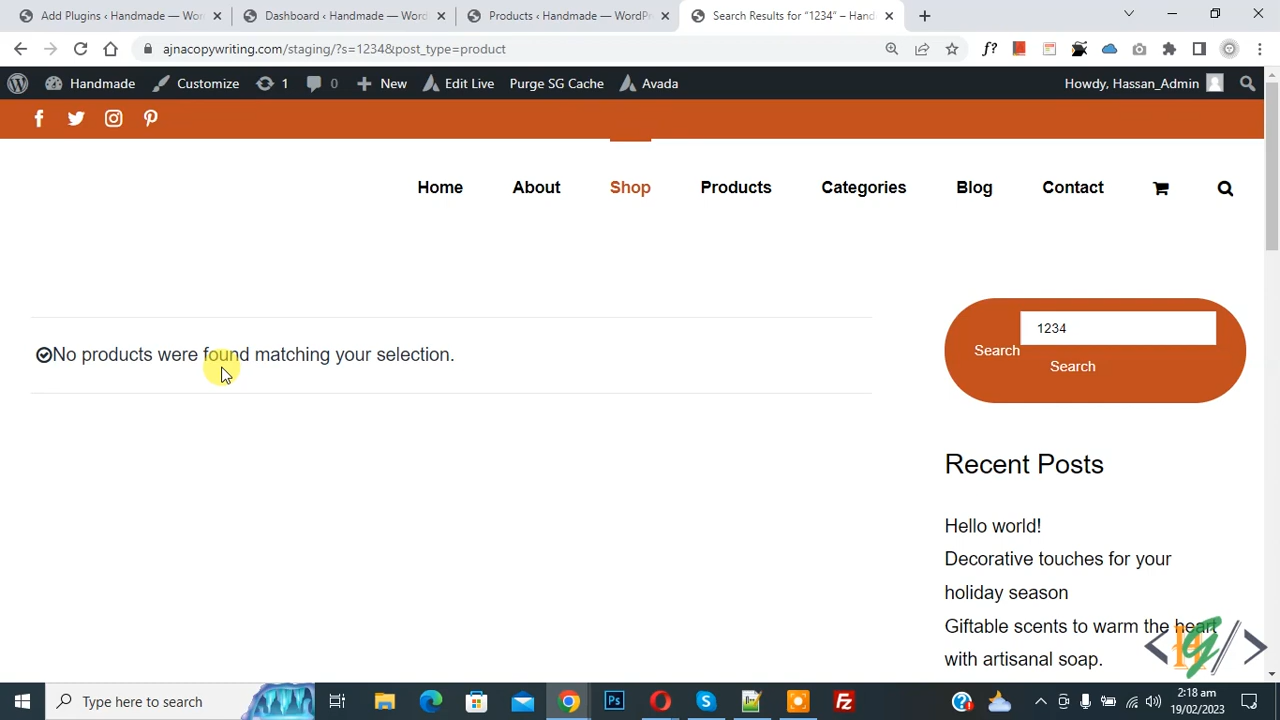 Add Plugins ‹ Handmade — Wor
Dashboard ‹ Handmade — Word
Products ‹ Handmade — WordPr
Search Results for “1234” – Handm
ajnacopywriting.com/staging/?s=1234&post_type=product
f?
Handmade
Customize
1
0
New
Edit Live
Purge SG Cache
Avada
Howdy, Hassan_Admin
Home
About
Shop
Products
Categories
Blog
Contact
No products were found matching your selection.
Search
1234
Search
Recent Posts
Hello world!
Decorative touches for your
holiday season
Giftable scents to warm the heart
with artisanal soap.
Type here to search
Ps
2:18 am
19/02/2023